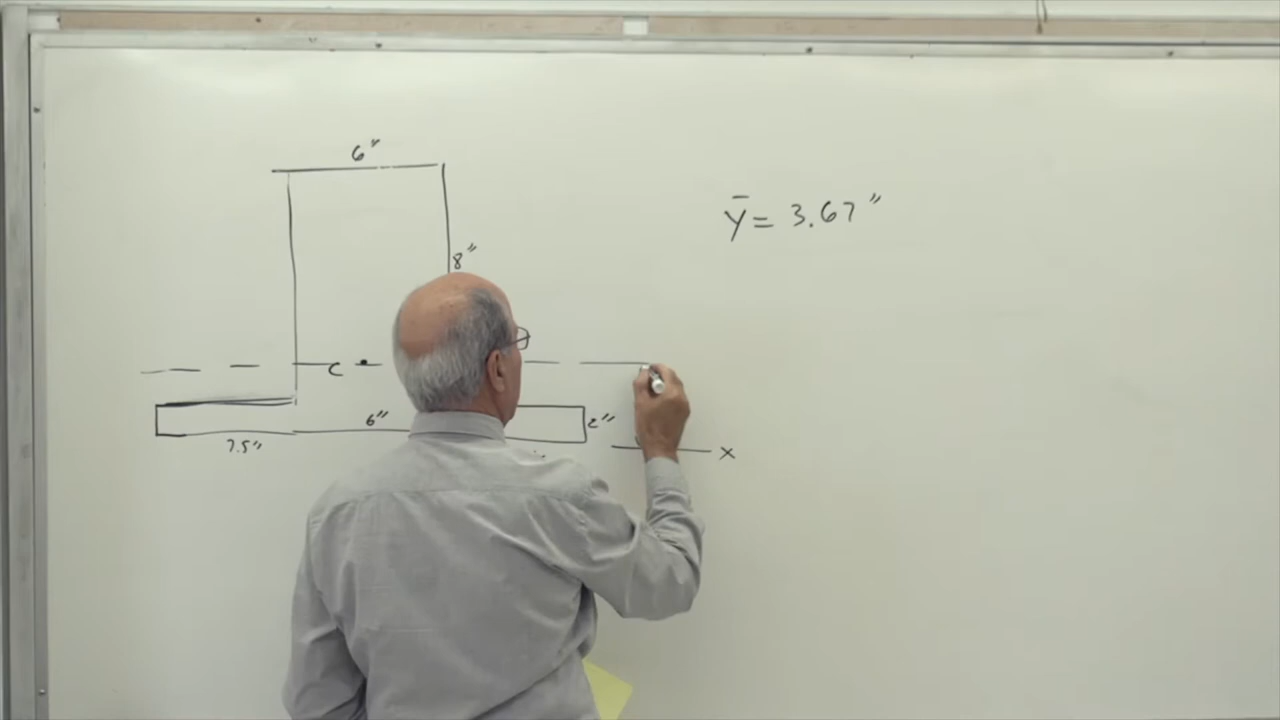 6"
ȳ = 3.67"
8"
C
6"
2"
7.5"
x